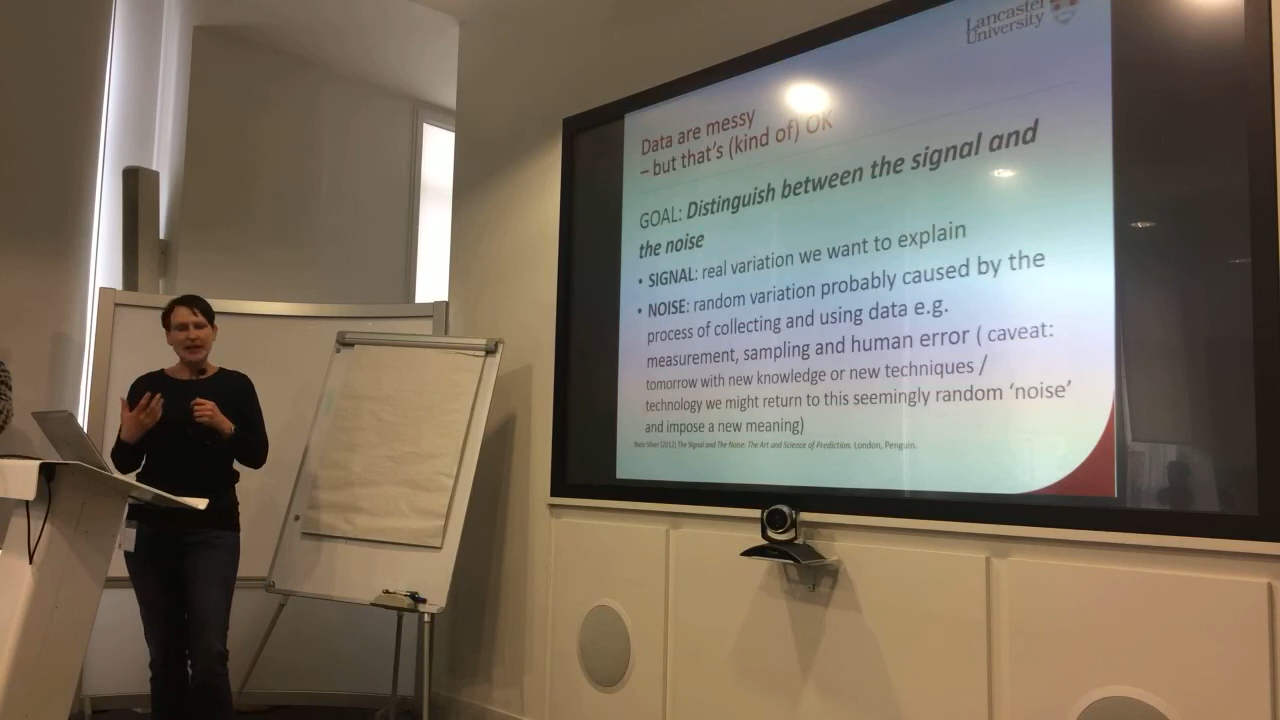 Lancaster
University
Data are messy
– but that's (kind of) OK
GOAL: Distinguish between the signal and
the noise
• SIGNAL: real variation we want to explain
• NOISE: random variation probably caused by the
process of collecting and using data e.g.
measurement, sampling and human error ( caveat:
tomorrow with new knowledge or new techniques /
technology we might return to this seemingly random ‘noise’
and impose a new meaning)
Nate Silver (2012) The Signal and The Noise: The Art and Science of Prediction. London, Penguin.